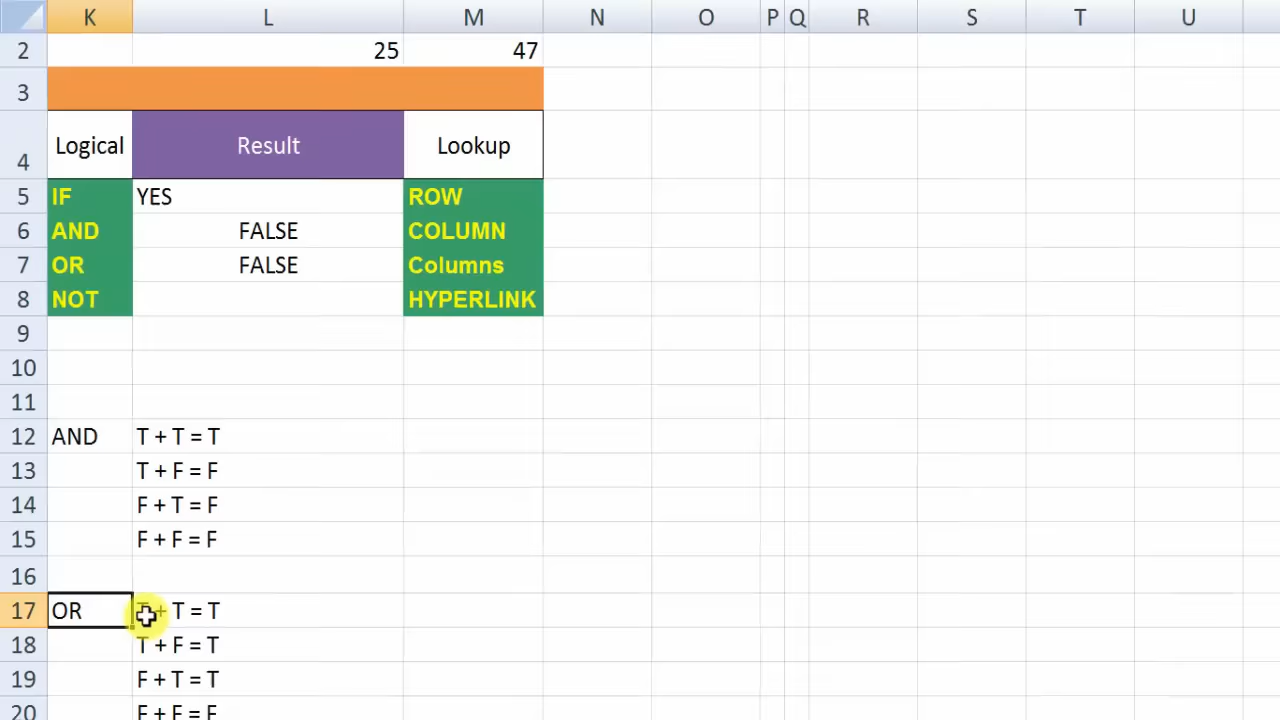 K L M N O P Q R S T U
2 25 47
3
4 Logical Result Lookup
5 IF YES ROW
6 AND FALSE COLUMN
7 OR FALSE Columns
8 NOT HYPERLINK
9
10
11
12 AND T + T = T
13 T + F = F
14 F + T = F
15 F + F = F
16
17 OR T + T = T
18 T + F = T
19 F + T = T
20 F + F = F